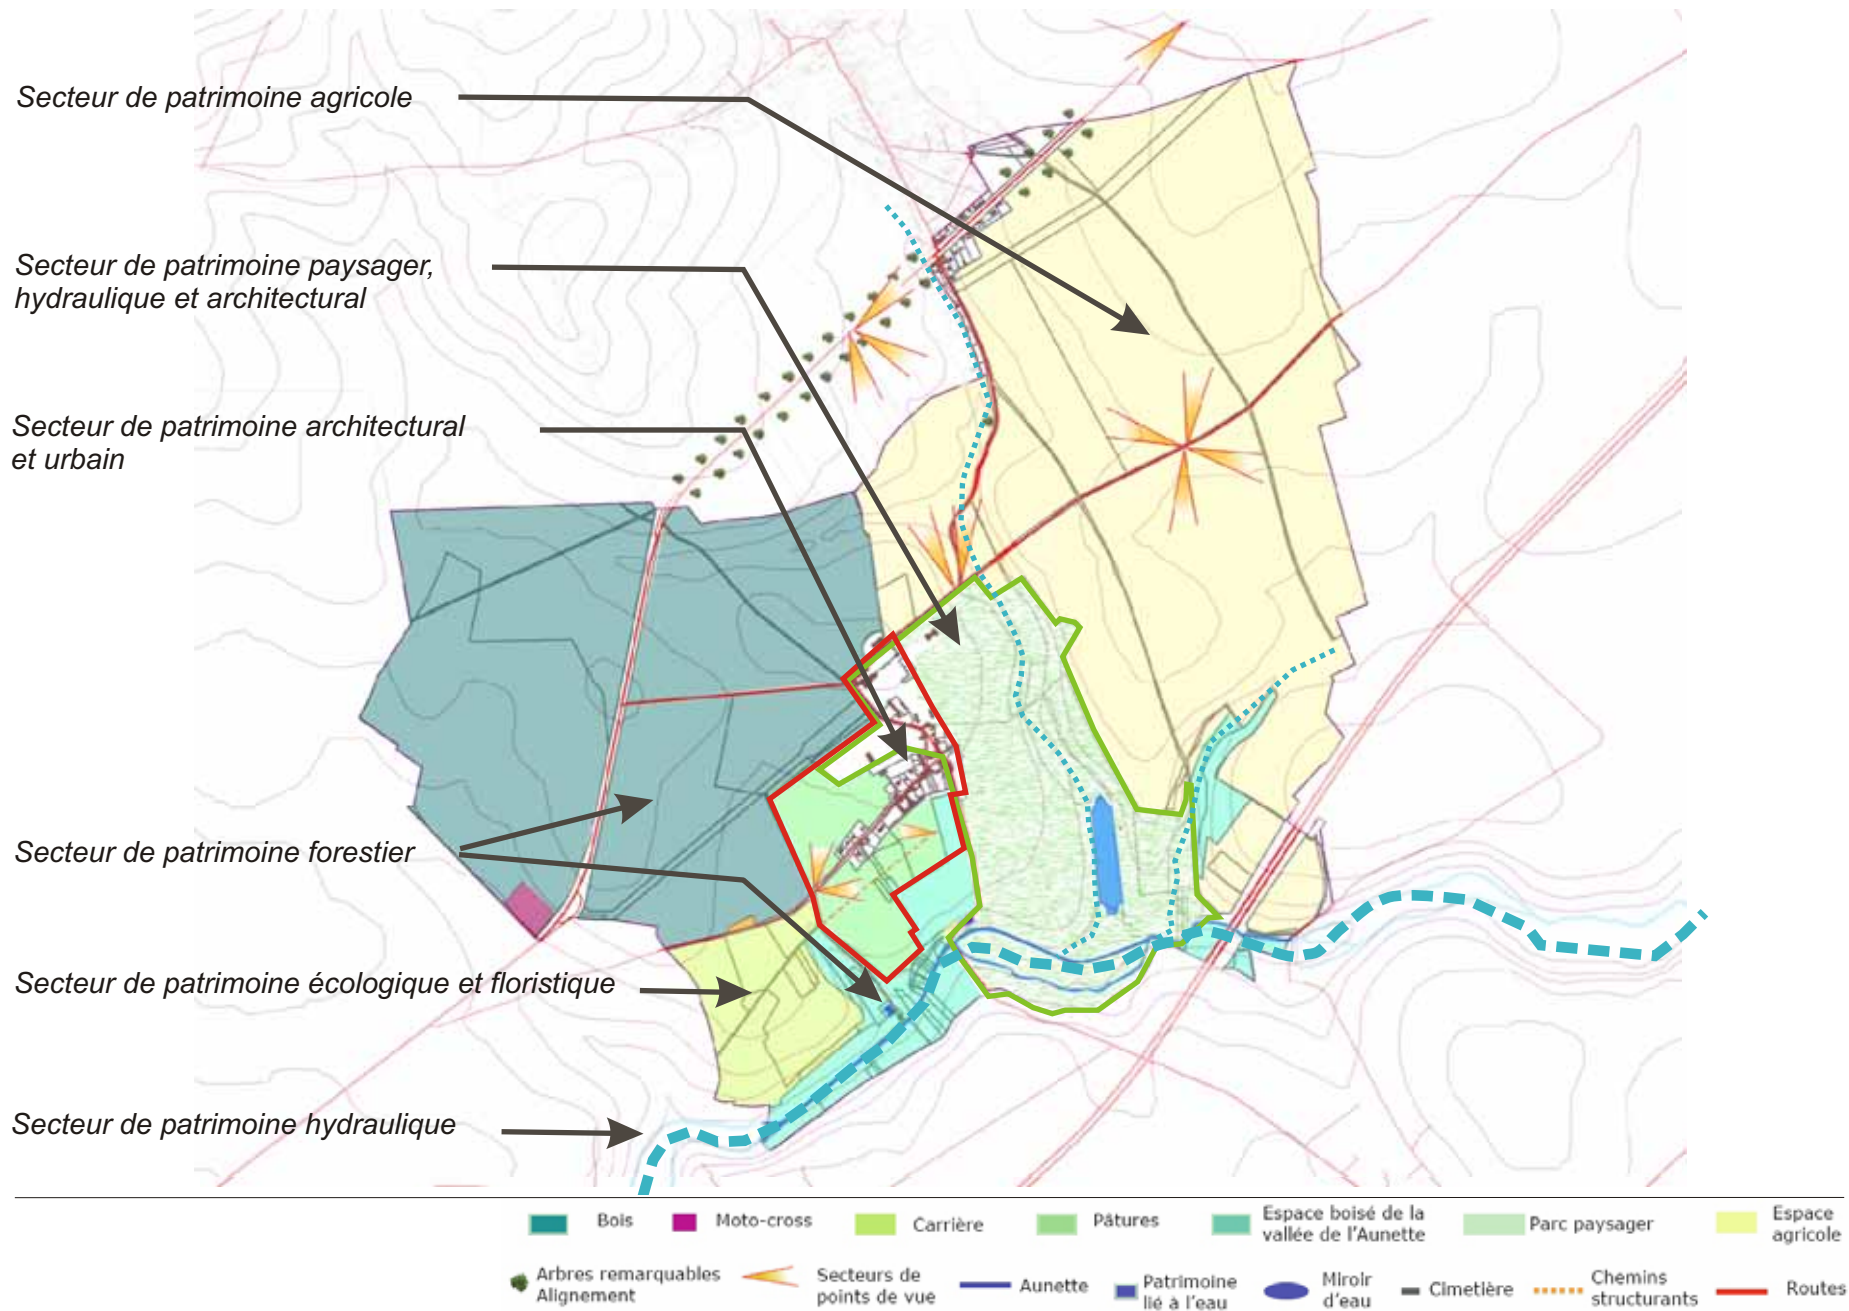 Secteur de patrimoine agricole
Secteur de patrimoine paysager,
hydraulique et architectural
Secteur de patrimoine architectural
et urbain
Secteur de patrimoine forestier
Secteur de patrimoine écologique et floristique
Secteur de patrimoine hydraulique
Bois
Moto-cross
Carrière
Pâtures
Espace boisé de la
vallée de l'Aunette
Parc paysager
Espace
agricole
Arbres remarquables
Alignement
Secteurs de
points de vue
Aunette
Patrimoine
lié à l'eau
Miroir
d'eau
Cimetière
Chemins
structurants
Routes